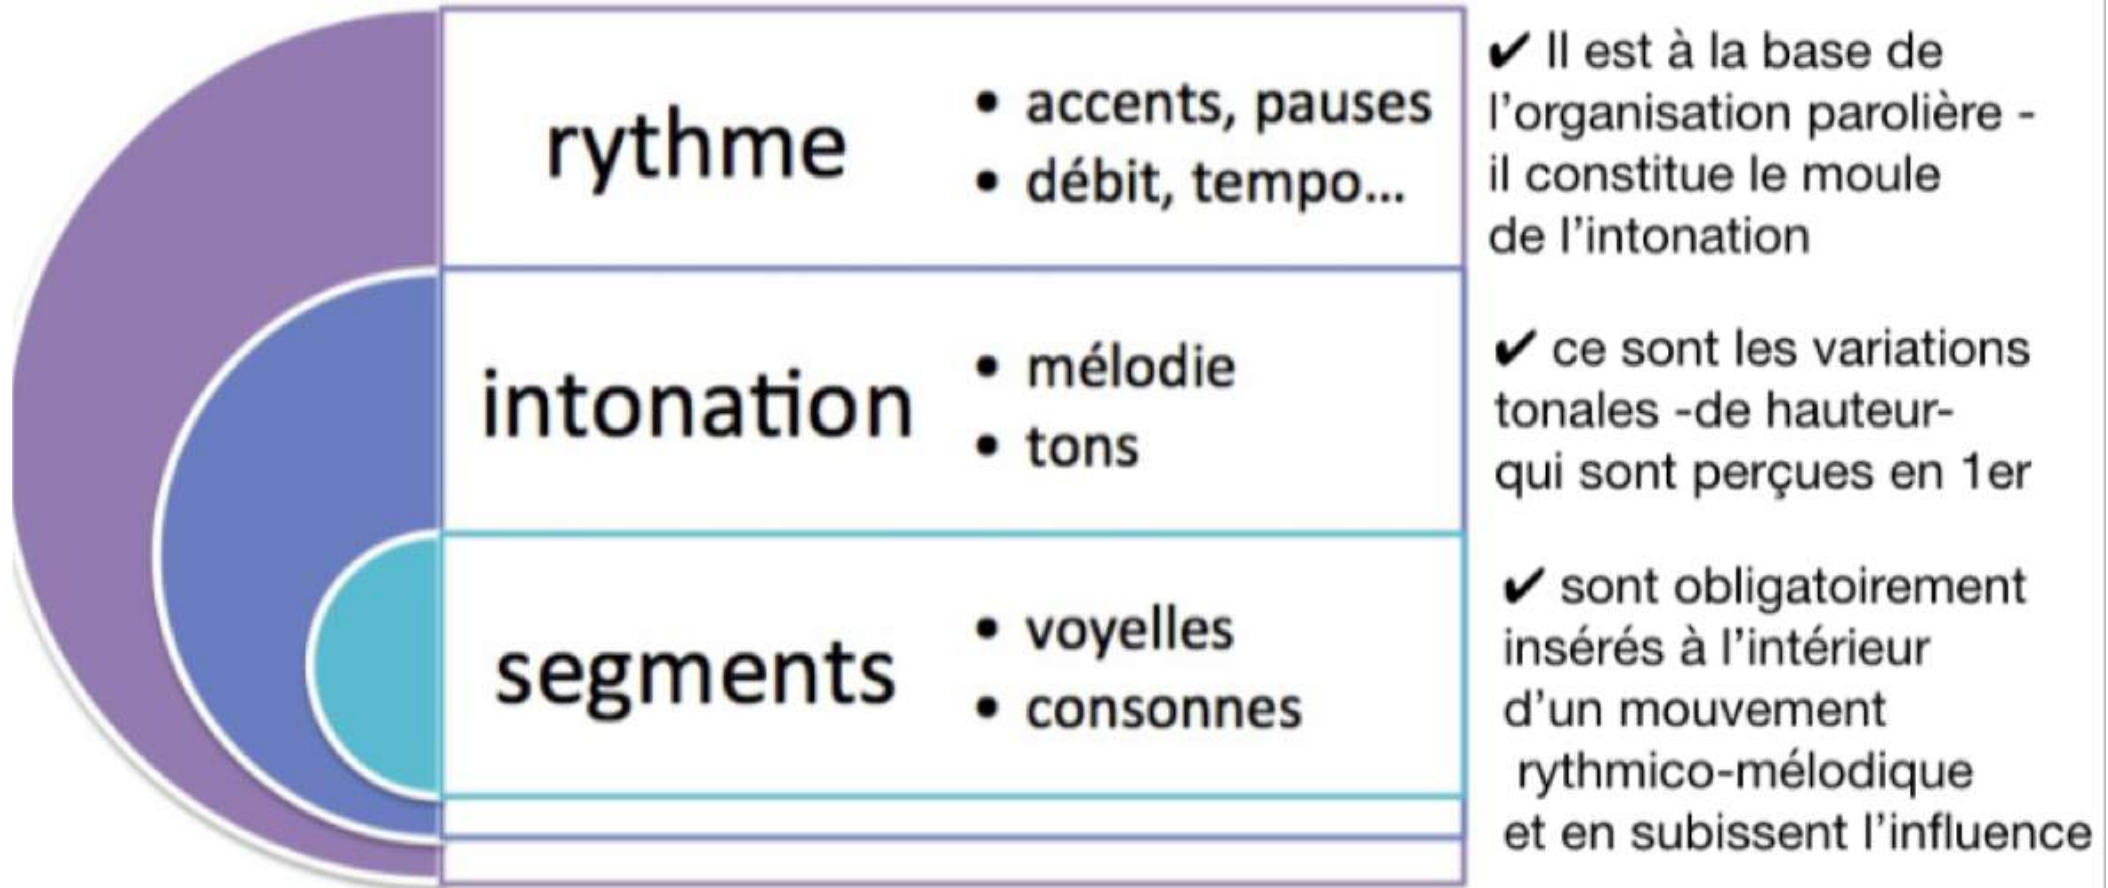 rythme
• accents, pauses
• débit, tempo...
✔ Il est à la base de
l'organisation parolière -
il constitue le moule
de l'intonation
intonation
• mélodie
• tons
✔ ce sont les variations
tonales -de hauteur-
qui sont perçues en 1er
segments
• voyelles
• consonnes
✔ sont obligatoirement
insérés à l'intérieur
d'un mouvement
rythmico-mélodique
et en subissent l'influence